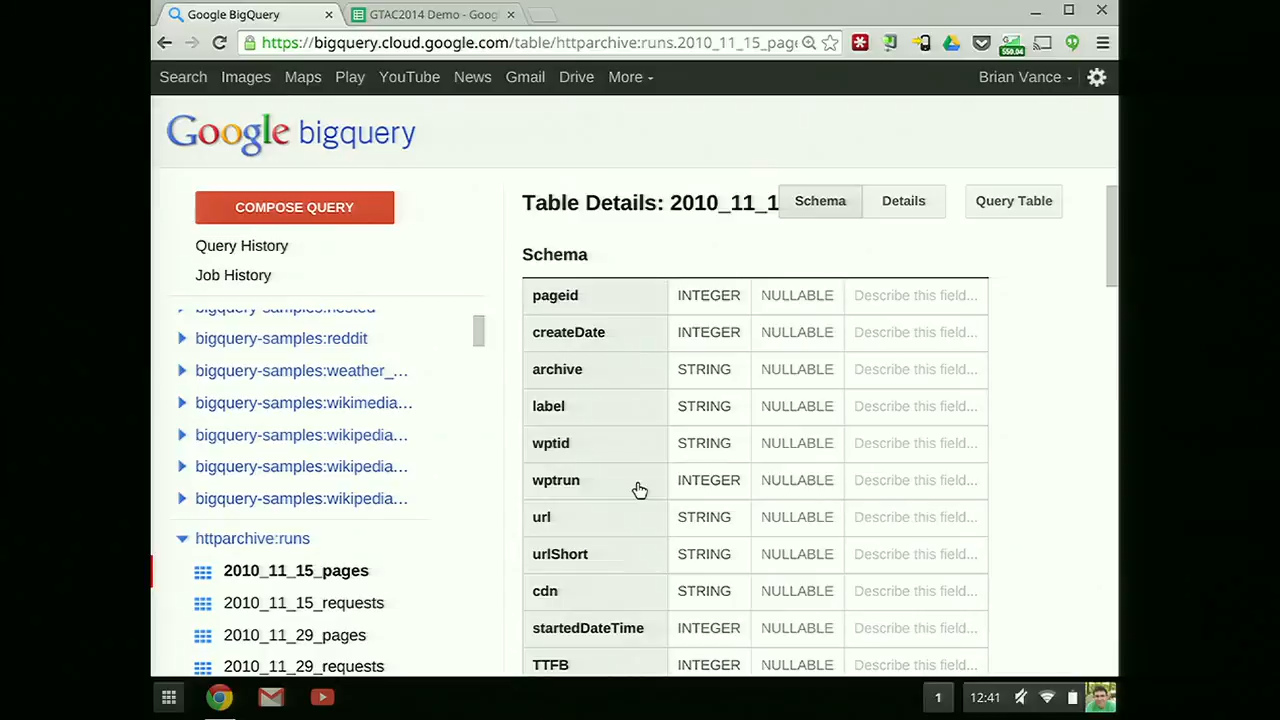 Google BigQuery
GTAC2014 Demo - Goog
https://bigquery.cloud.google.com/table/httparchive:runs.2010_11_15_page
550.04
Search Images Maps Play YouTube News Gmail Drive More
Brian Vance
Google bigquery
COMPOSE QUERY
Query History
Job History
bigquery-samples:nested
bigquery-samples:reddit
bigquery-samples:weather_...
bigquery-samples:wikimedia...
bigquery-samples:wikipedia...
bigquery-samples:wikipedia...
bigquery-samples:wikipedia...
httparchive:runs
2010_11_15_pages
2010_11_15_requests
2010_11_29_pages
2010_11_29_requests
Table Details: 2010_11_1
Schema Details Query Table
Schema
pageid INTEGER NULLABLE Describe this field...
createDate INTEGER NULLABLE Describe this field...
archive STRING NULLABLE Describe this field...
label STRING NULLABLE Describe this field...
wptid STRING NULLABLE Describe this field...
wptrun INTEGER NULLABLE Describe this field...
url STRING NULLABLE Describe this field...
urlShort STRING NULLABLE Describe this field...
cdn STRING NULLABLE Describe this field...
startedDateTime INTEGER NULLABLE Describe this field...
TTFB INTEGER NULLABLE Describe this field...
1 12:41